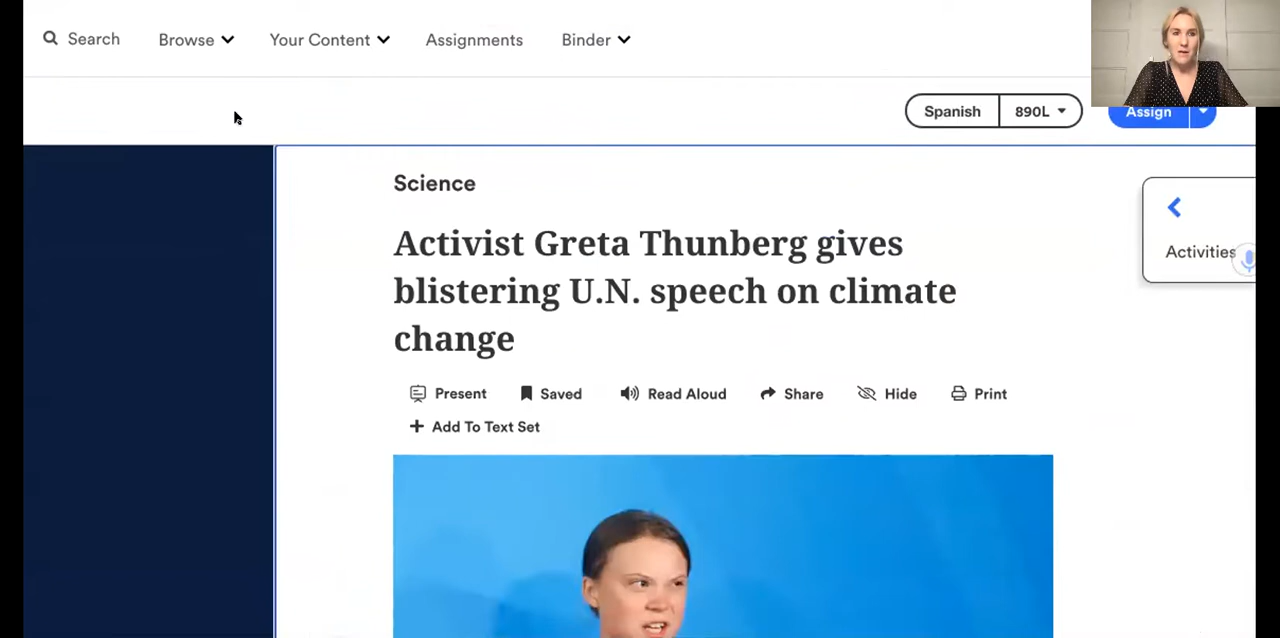 Search Browse Your Content Assignments Binder
Spanish 890L Assign
Science
Activities
Activist Greta Thunberg gives
blistering U.N. speech on climate
change
Present Saved Read Aloud Share Hide Print
+ Add To Text Set